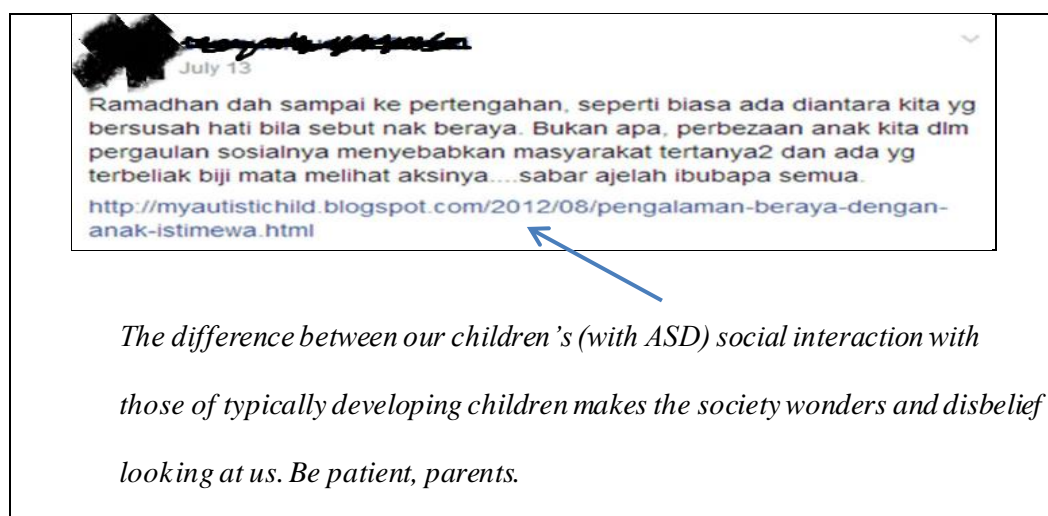 July 13
Ramadhan dah sampai ke pertengahan, seperti biasa ada diantara kita yg
bersusah hati bila sebut nak beraya. Bukan apa, perbezaan anak kita dlm
pergaulan sosialnya menyebabkan masyarakat tertanya2 dan ada yg
terbeliak biji mata melihat aksinya....sabar ajelah ibubapa semua.
http://myautistichild.blogspot.com/2012/08/pengalaman-beraya-dengan-
anak-istimewa.html
The difference between our children's (with ASD) social interaction with
those of typically developing children makes the society wonders and disbelief
looking at us. Be patient, parents.